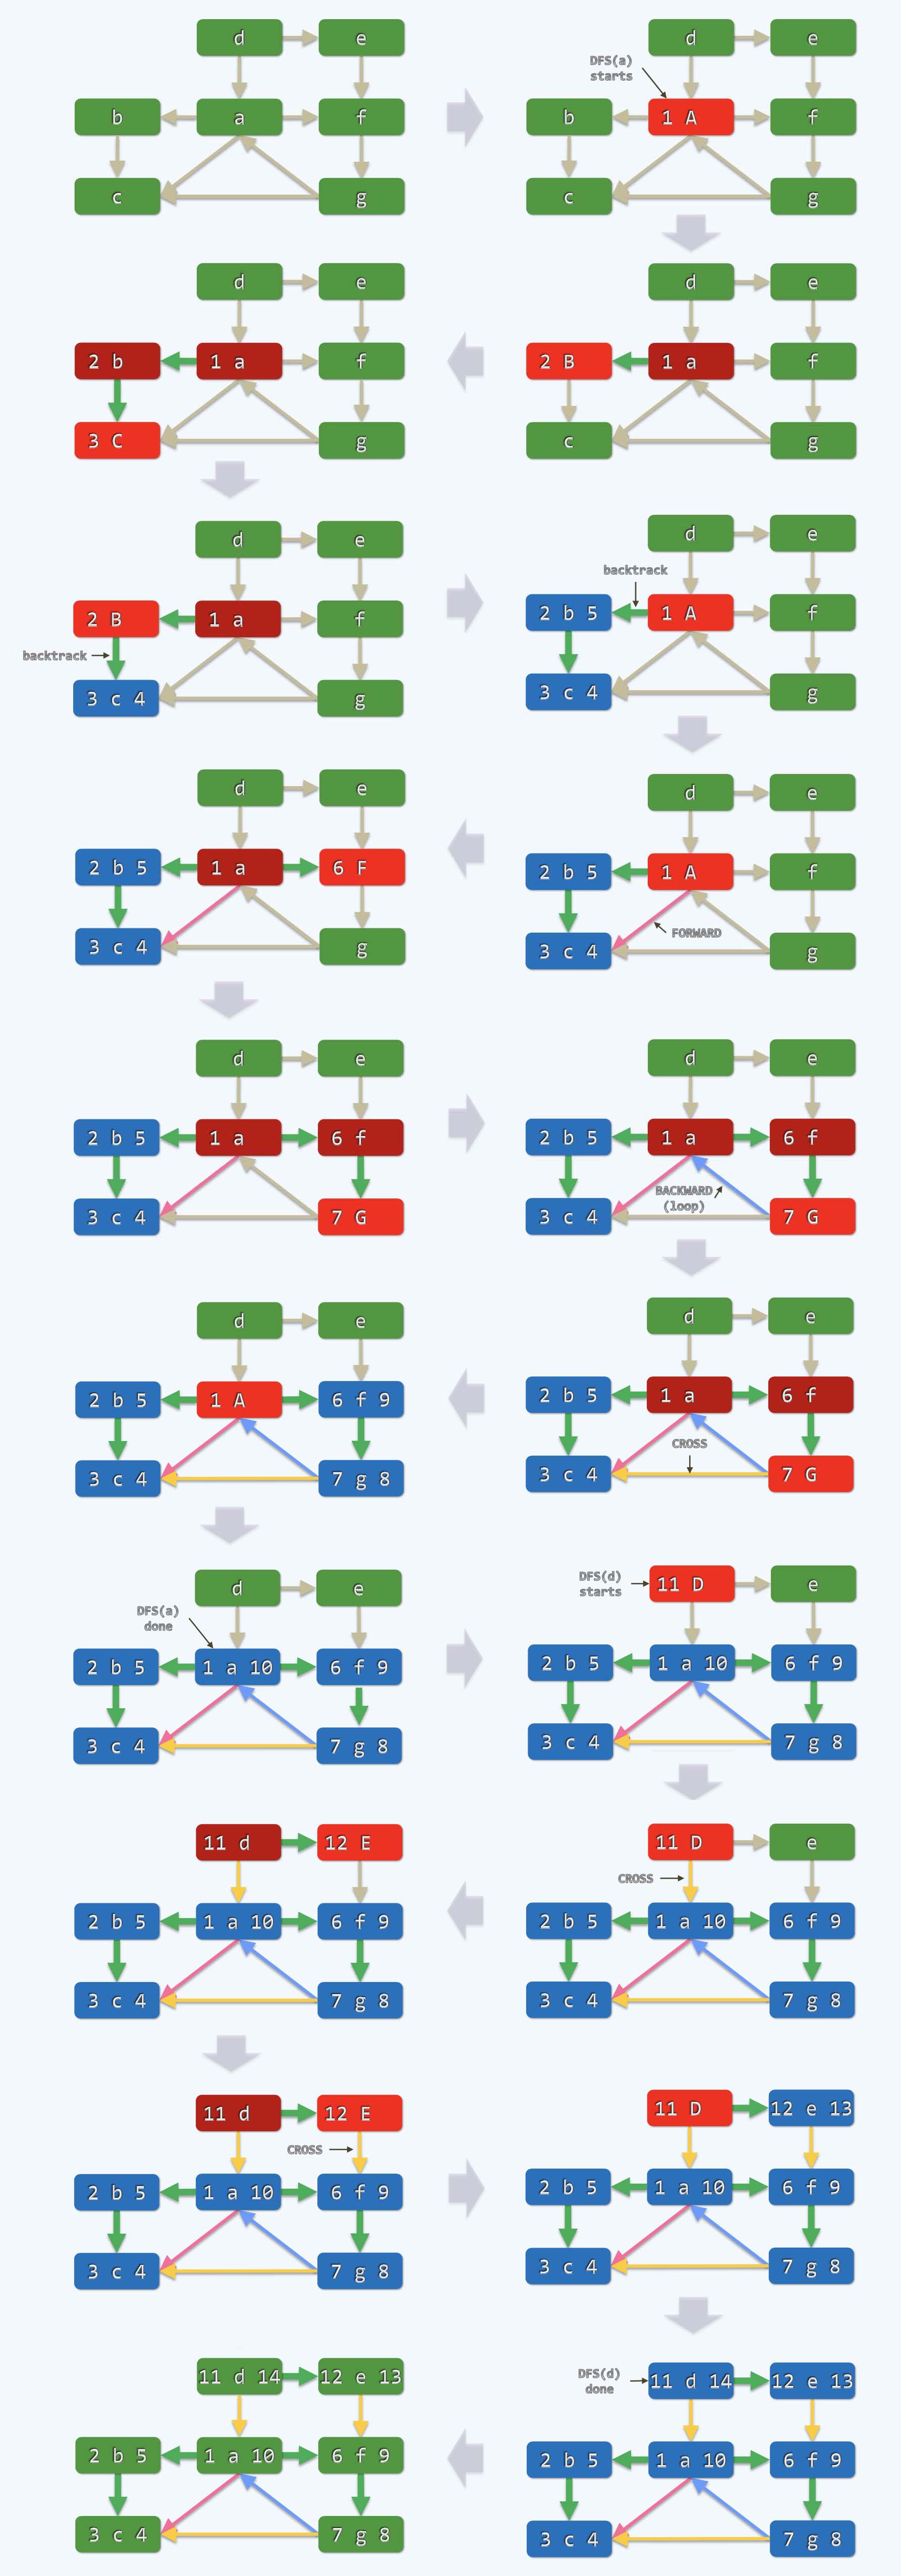 d e
b a f
c g
d e
DFS(a)
starts
b 1 A f
c g
d e
2 B 1 a f
c g
d e
2 b 1 a f
3 C g
d e
2 B 1 a f
backtrack
3 c 4 g
d e
backtrack
2 b 5 1 A f
3 c 4 g
d e
2 b 5 1 A f
FORWARD
3 c 4 g
d e
2 b 5 1 a 6 F
3 c 4 g
d e
2 b 5 1 a 6 f
3 c 4 7 G
d e
2 b 5 1 a 6 f
BACKWARD
(loop)
3 c 4 7 G
d e
2 b 5 1 a 6 f
CROSS
3 c 4 7 G
d e
2 b 5 1 A 6 f 9
3 c 4 7 g 8
d e
DFS(a)
done
2 b 5 1 a 10 6 f 9
3 c 4 7 g 8
DFS(d)
starts
11 D e
2 b 5 1 a 10 6 f 9
3 c 4 7 g 8
11 D e
CROSS
2 b 5 1 a 10 6 f 9
3 c 4 7 g 8
11 d 12 E
2 b 5 1 a 10 6 f 9
3 c 4 7 g 8
11 d 12 E
CROSS
2 b 5 1 a 10 6 f 9
3 c 4 7 g 8
11 D 12 e 13
2 b 5 1 a 10 6 f 9
3 c 4 7 g 8
DFS(d)
done
11 d 14 12 e 13
2 b 5 1 a 10 6 f 9
3 c 4 7 g 8
11 d 14 12 e 13
2 b 5 1 a 10 6 f 9
3 c 4 7 g 8